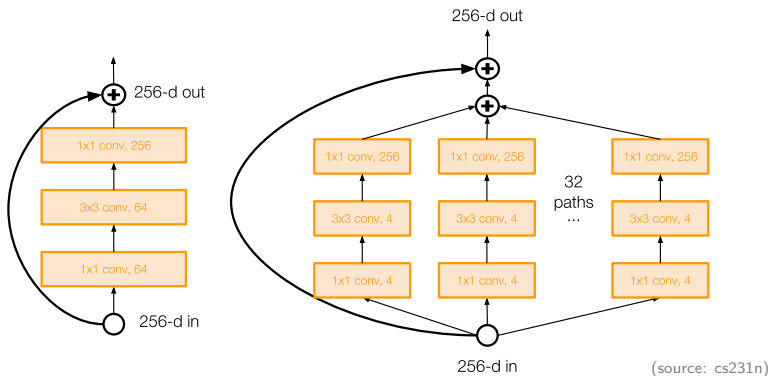 256-d out
256-d out
1x1 conv, 256
1x1 conv, 256
1x1 conv, 256
1x1 conv, 256
32
paths
...
3x3 conv, 64
3x3 conv, 4
3x3 conv, 4
3x3 conv, 4
1x1 conv, 64
1x1 conv, 4
1x1 conv, 4
1x1 conv, 4
256-d in
256-d in
(source: cs231n)